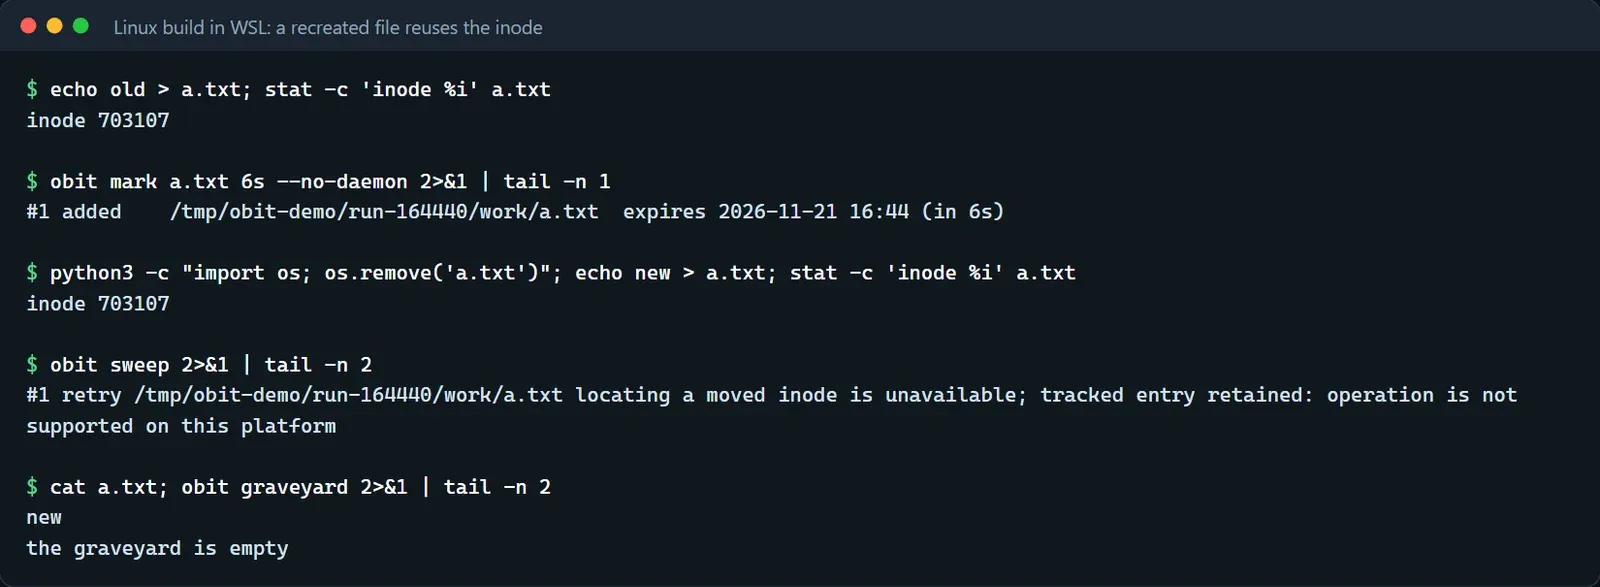 Linux build in WSL: a recreated file reuses the inode
$ echo old > a.txt; stat -c 'inode %i' a.txt
inode 703107
$ obit mark a.txt 6s --no-daemon 2>&1 | tail -n 1
#1 added    /tmp/obit-demo/run-164440/work/a.txt  expires 2026-11-21 16:44 (in 6s)
$ python3 -c "import os; os.remove('a.txt')"; echo new > a.txt; stat -c 'inode %i' a.txt
inode 703107
$ obit sweep 2>&1 | tail -n 2
#1 retry /tmp/obit-demo/run-164440/work/a.txt locating a moved inode is unavailable; tracked entry retained: operation is not
supported on this platform
$ cat a.txt; obit graveyard 2>&1 | tail -n 2
new
the graveyard is empty